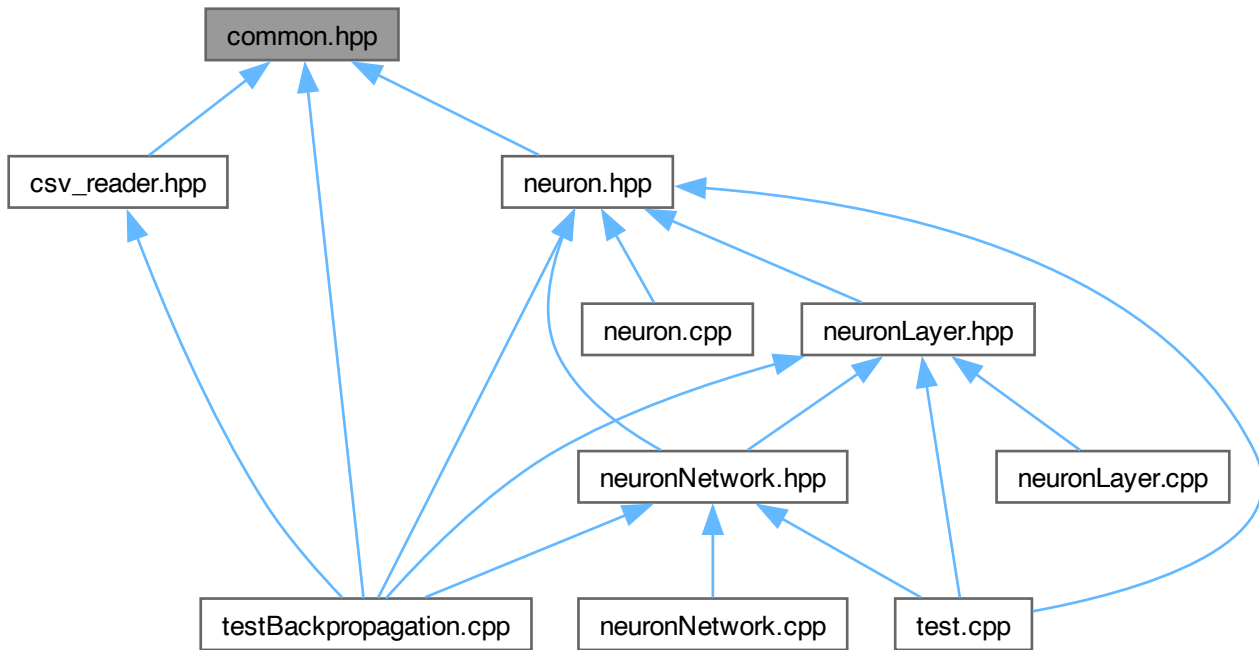 common.hpp
csv_reader.hpp
neuron.hpp
neuron.cpp
neuronLayer.hpp
neuronNetwork.hpp
neuronLayer.cpp
testBackpropagation.cpp
neuronNetwork.cpp
test.cpp